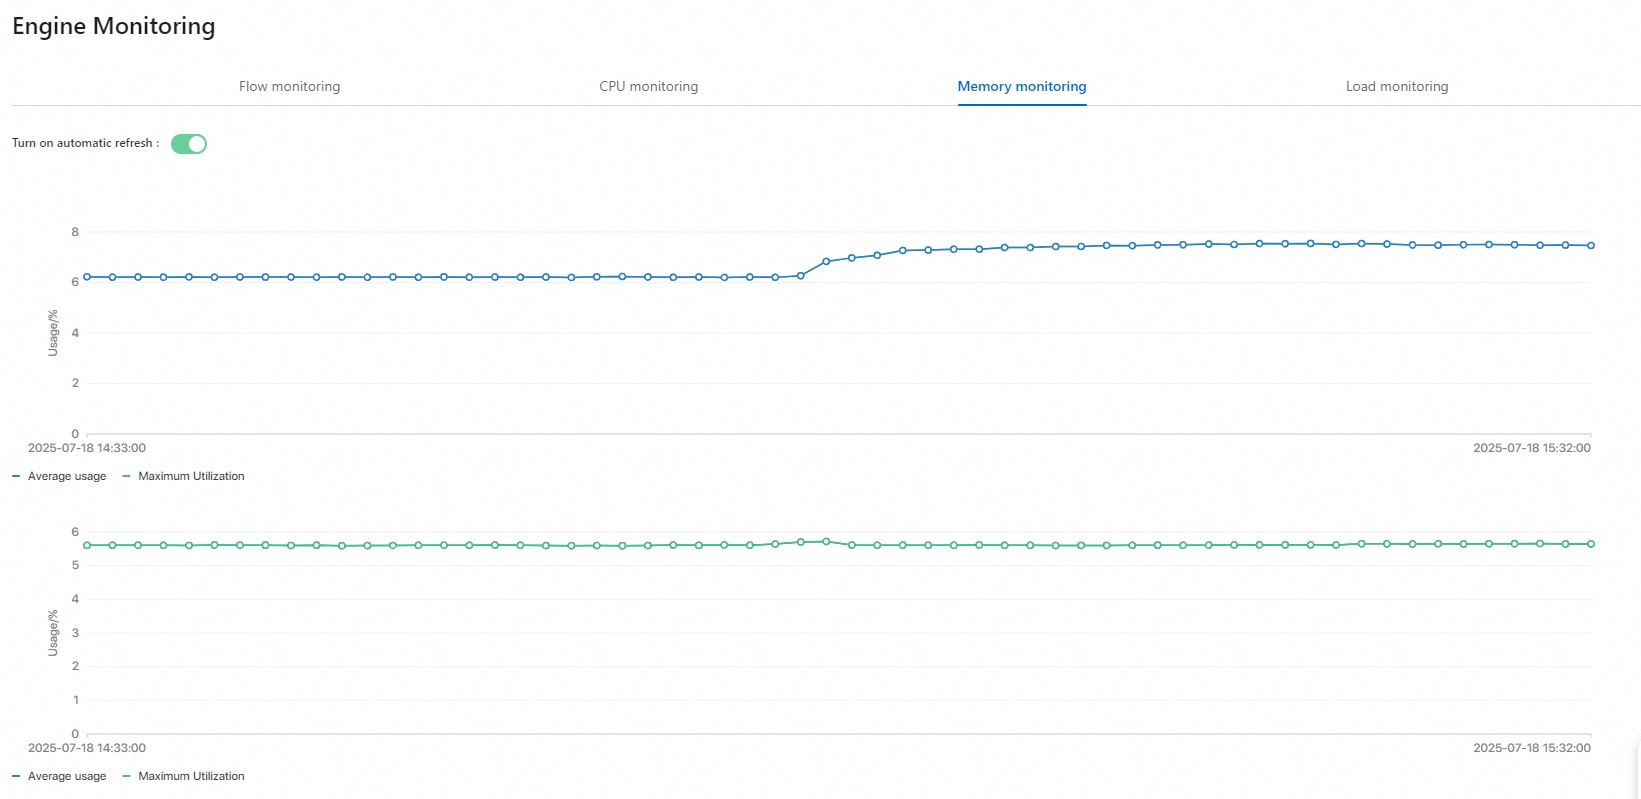 Engine Monitoring
Flow monitoring CPU monitoring Memory monitoring Load monitoring
Turn on automatic refresh :
8
6
4
2
0
Usage/%
2025-07-18 14:33:00 2025-07-18 15:32:00
Average usage Maximum Utilization
6
5
4
3
2
1
0
Usage/%
2025-07-18 14:33:00 2025-07-18 15:32:00
Average usage Maximum Utilization